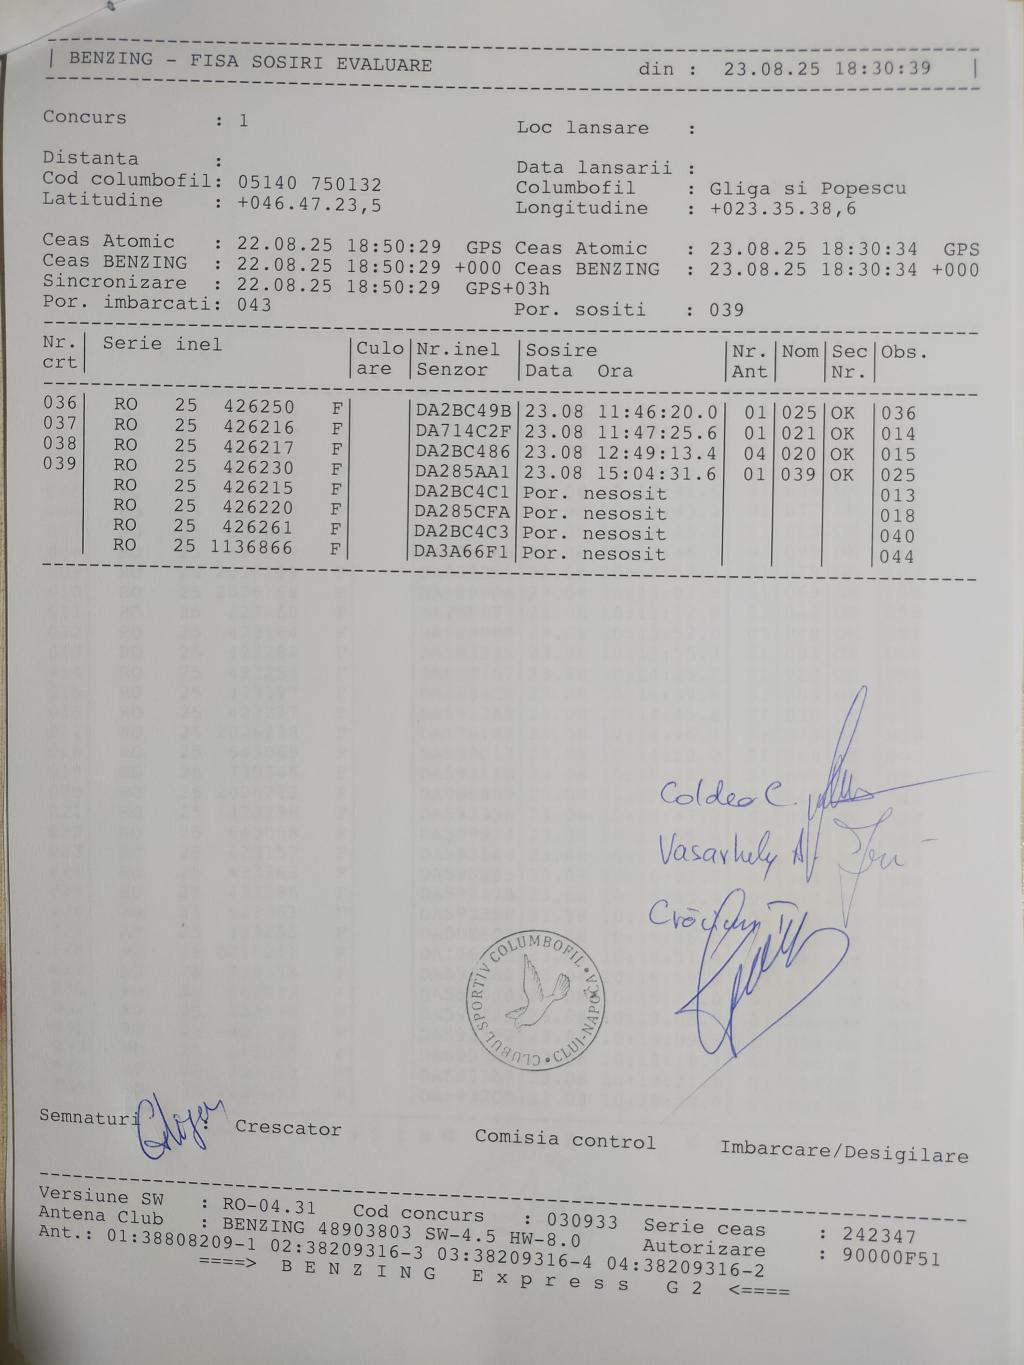 BENZING - FISA SOSIRI EVALUARE din : 23.08.25 18:30:39
Concurs : 1 Loc lansare :
Distanta : Data lansarii :
Cod columbofil: 05140 750132 Columbofil : Gliga si Popescu
Latitudine : +046.47.23,5 Longitudine : +023.35.38,6
Ceas Atomic : 22.08.25 18:50:29 GPS Ceas Atomic : 23.08.25 18:30:34 GPS
Ceas BENZING : 22.08.25 18:50:29 +000 Ceas BENZING : 23.08.25 18:30:34 +000
Sincronizare : 22.08.25 18:50:29 GPS+03h
Por. imbarcati: 043 Por. sositi : 039
Nr. Serie inel Culo Nr.inel Sosire Nr. Nom Sec Obs.
crt are Senzor Data Ora Ant Nr.
036 RO 25 426250 F DA2BC49B 23.08 11:46:20.0 01 025 OK 036
037 RO 25 426216 F DA714C2F 23.08 11:47:25.6 01 021 OK 014
038 RO 25 426217 F DA2BC486 23.08 12:49:13.4 04 020 OK 015
039 RO 25 426230 F DA285AA1 23.08 15:04:31.6 01 039 OK 025
RO 25 426215 F DA2BC4C1 Por. nesosit 013
RO 25 426220 F DA285CFA Por. nesosit 018
RO 25 426261 F DA2BC4C3 Por. nesosit 040
RO 25 1136866 F DA3A66F1 Por. nesosit 044
Coldea C.
Vasarhely A
CLUBUL SPORTIV COLUMBOFIL • CLUJ-NAPOCA •
Semnaturi Crescator Comisia control Imbarcare/Desigilare
Versiune SW : RO-04.31 Cod concurs : 030933 Serie ceas : 242347
Antena Club : BENZING 48903803 SW-4.5 HW-8.0 Autorizare : 90000F51
Ant.: 01:38808209-1 02:38209316-3 03:38209316-4 04:38209316-2
====> B E N Z I N G E x p r e s s G 2 <====